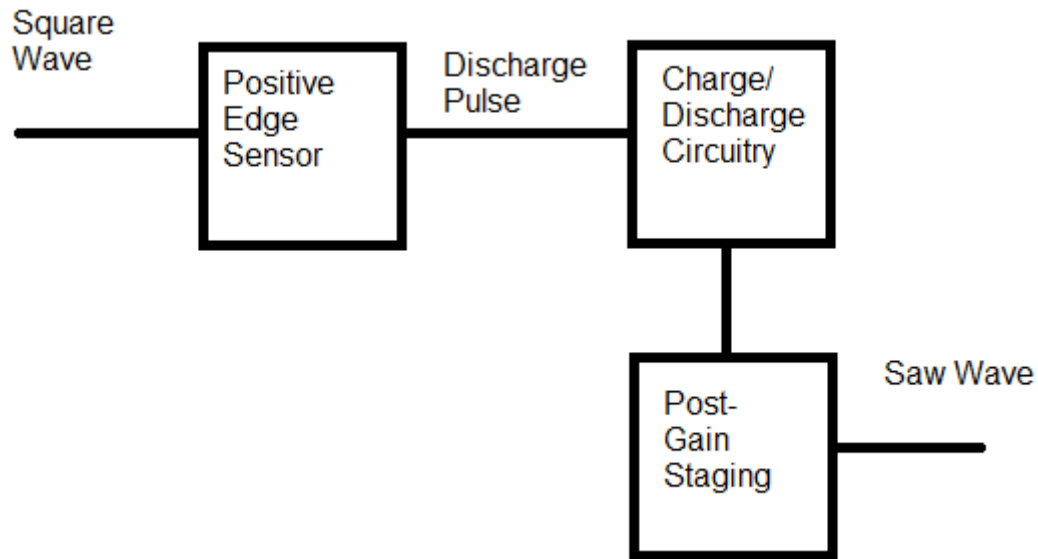 Square
Wave
Positive
Edge
Sensor
Discharge
Pulse
Charge/
Discharge
Circuitry
Post-
Gain
Staging
Saw Wave